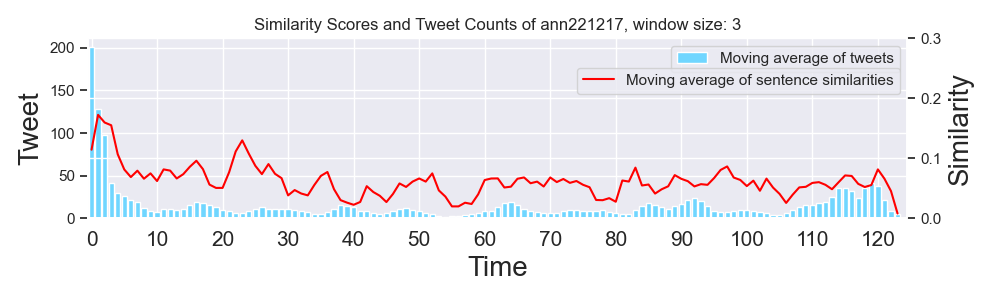 Similarity Scores and Tweet Counts of ann221217, window size: 3
Moving average of tweets
Moving average of sentence similarities
Tweet
200
150
100
50
0
Similarity
0.3
0.2
0.1
0.0
0 10 20 30 40 50 60 70 80 90 100 110 120
Time